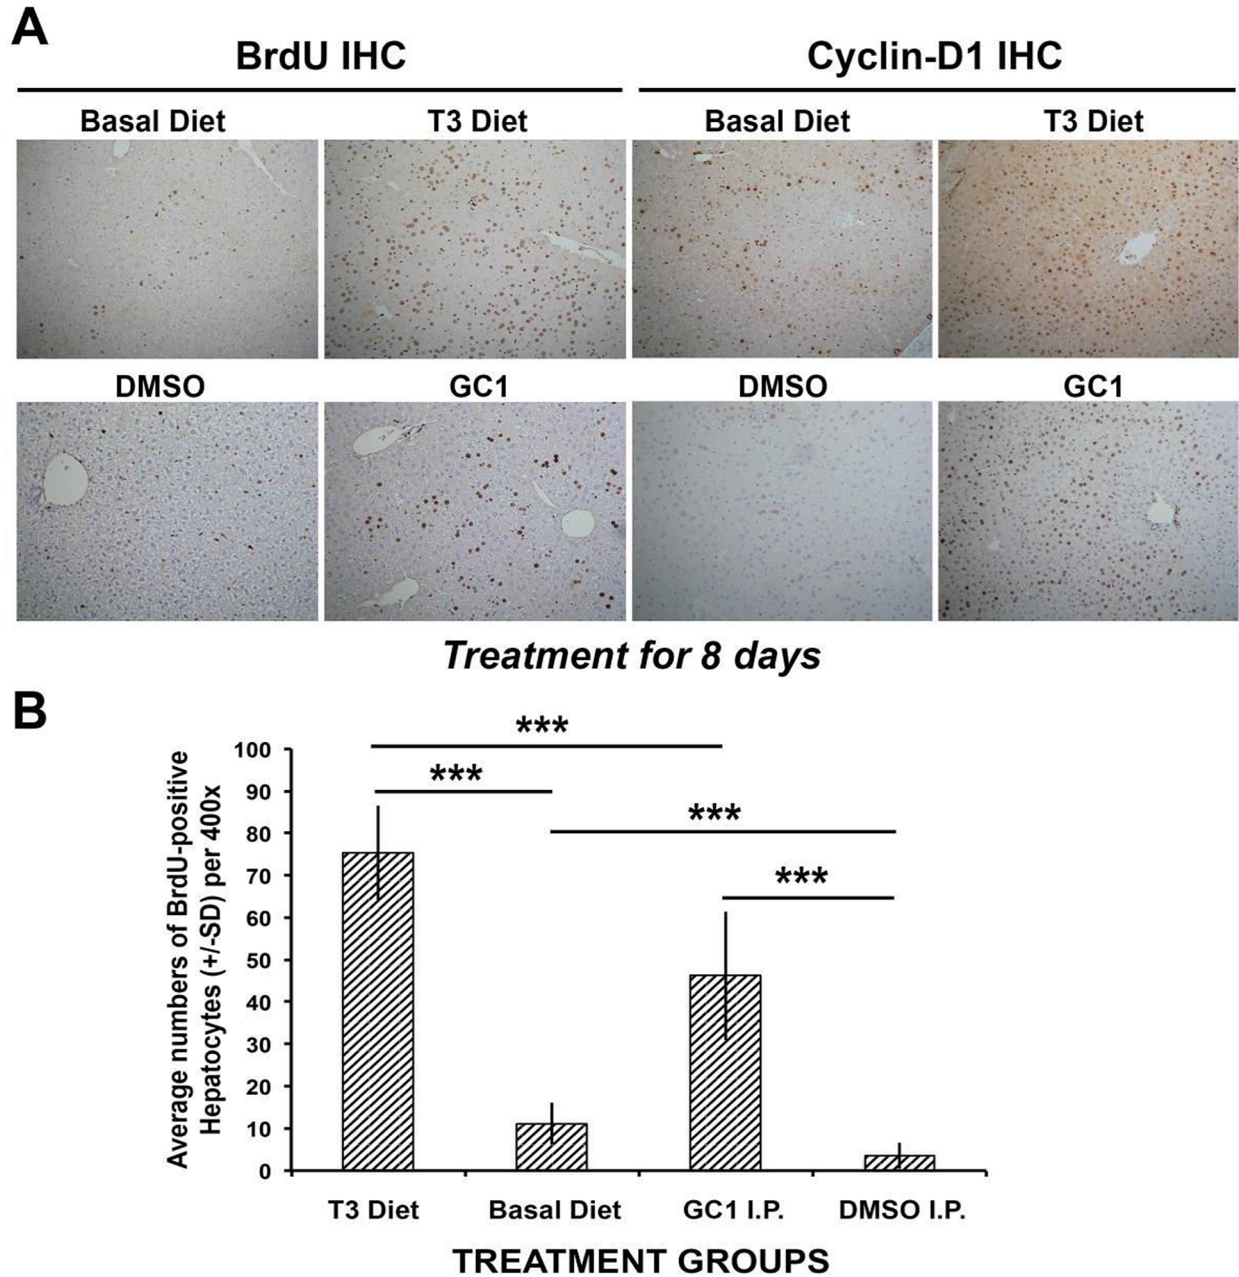 A
BrdU IHC
Cyclin-D1 IHC
Basal Diet
T3 Diet
Basal Diet
T3 Diet
DMSO
GC1
DMSO
GC1
Treatment for 8 days
B
***
***
***
***
Average numbers of BrdU-positive
Hepatocytes (+/-SD) per 400x
100
90
80
70
60
50
40
30
20
10
0
T3 Diet
Basal Diet
GC1 I.P.
DMSO I.P.
TREATMENT GROUPS